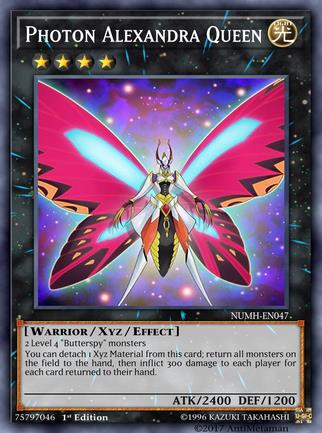 PHOTON ALEXANDRA QUEEN
LIGHT
光
NUMH-EN047
[WARRIOR / XYZ / EFFECT]
2 Level 4 "Butterspy" monsters
You can detach 1 Xyz Material from this card; return all monsters
on the field to the hand, then inflict 300 damage to each player for
each card returned to their hand.
ATK/2400 DEF/1200
75797046 1st Edition ©1996 KAZUKI TAKAHASHI
©2017 AntiMetaman